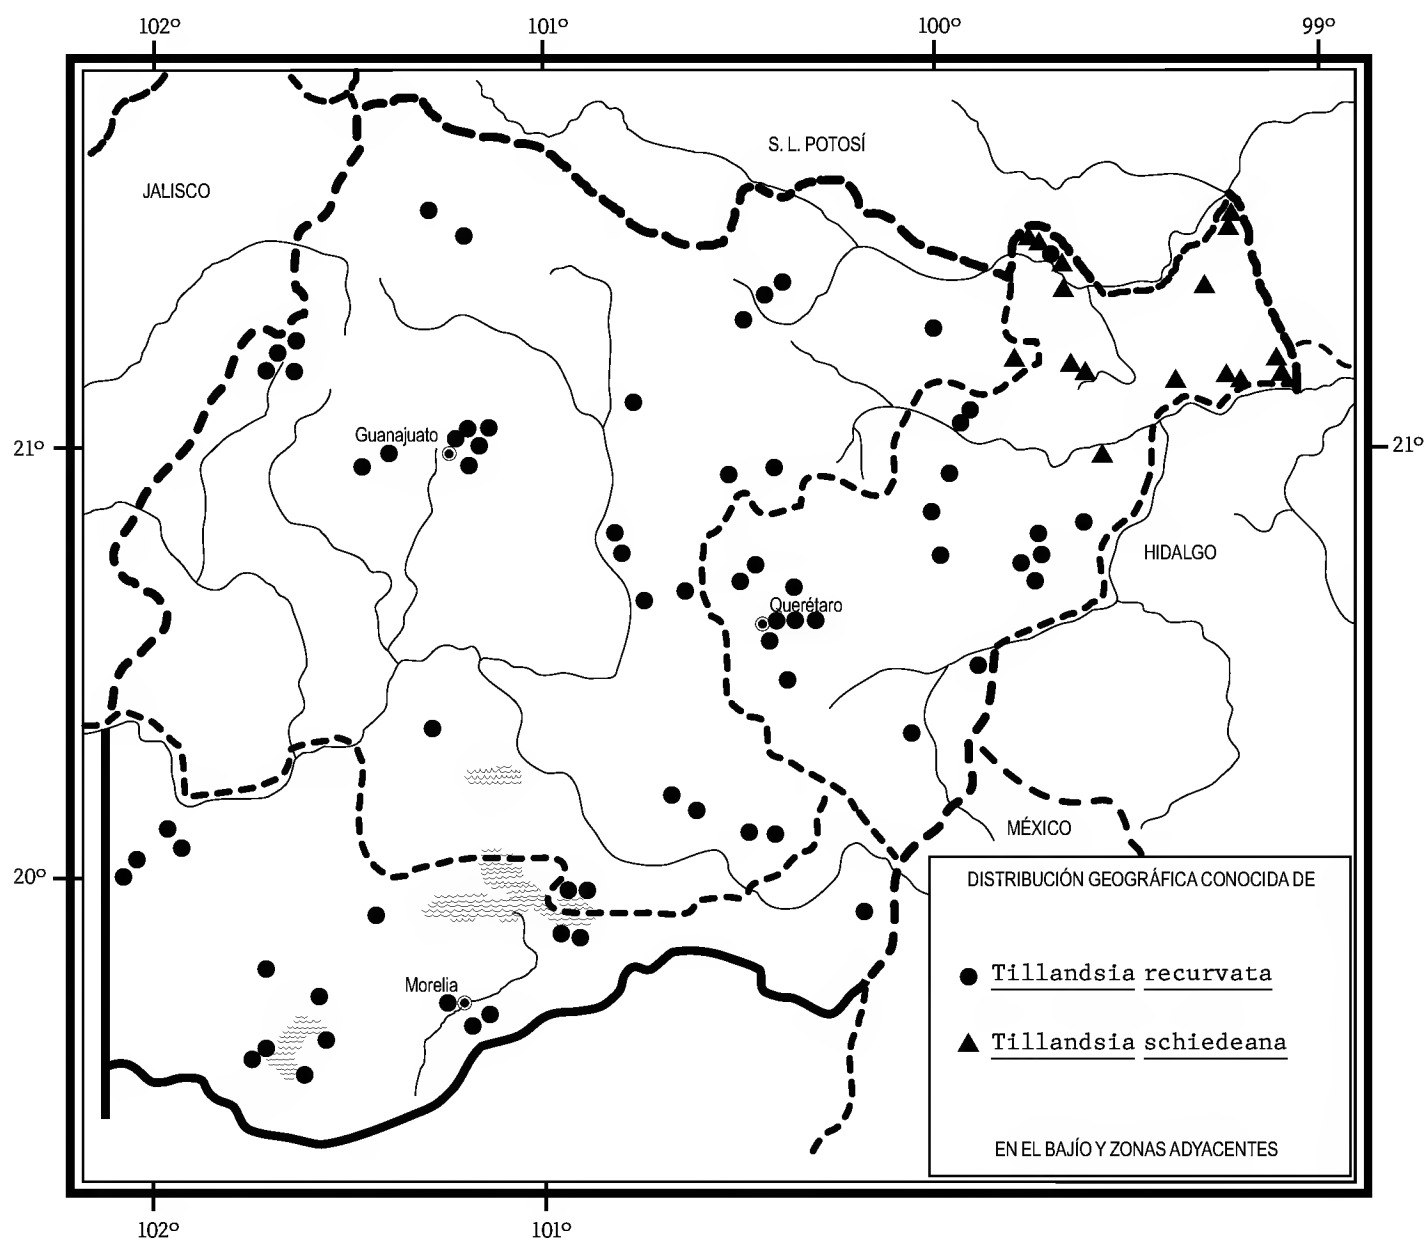 102º 101º 100º 99º
S. L. POTOSÍ
JALISCO
Guanajuato
21º 21º
HIDALGO
Querétaro
MÉXICO
20º
DISTRIBUCIÓN GEOGRÁFICA CONOCIDA DE
Tillandsia recurvata
Morelia
Tillandsia schiedeana
EN EL BAJÍO Y ZONAS ADYACENTES
102º 101º